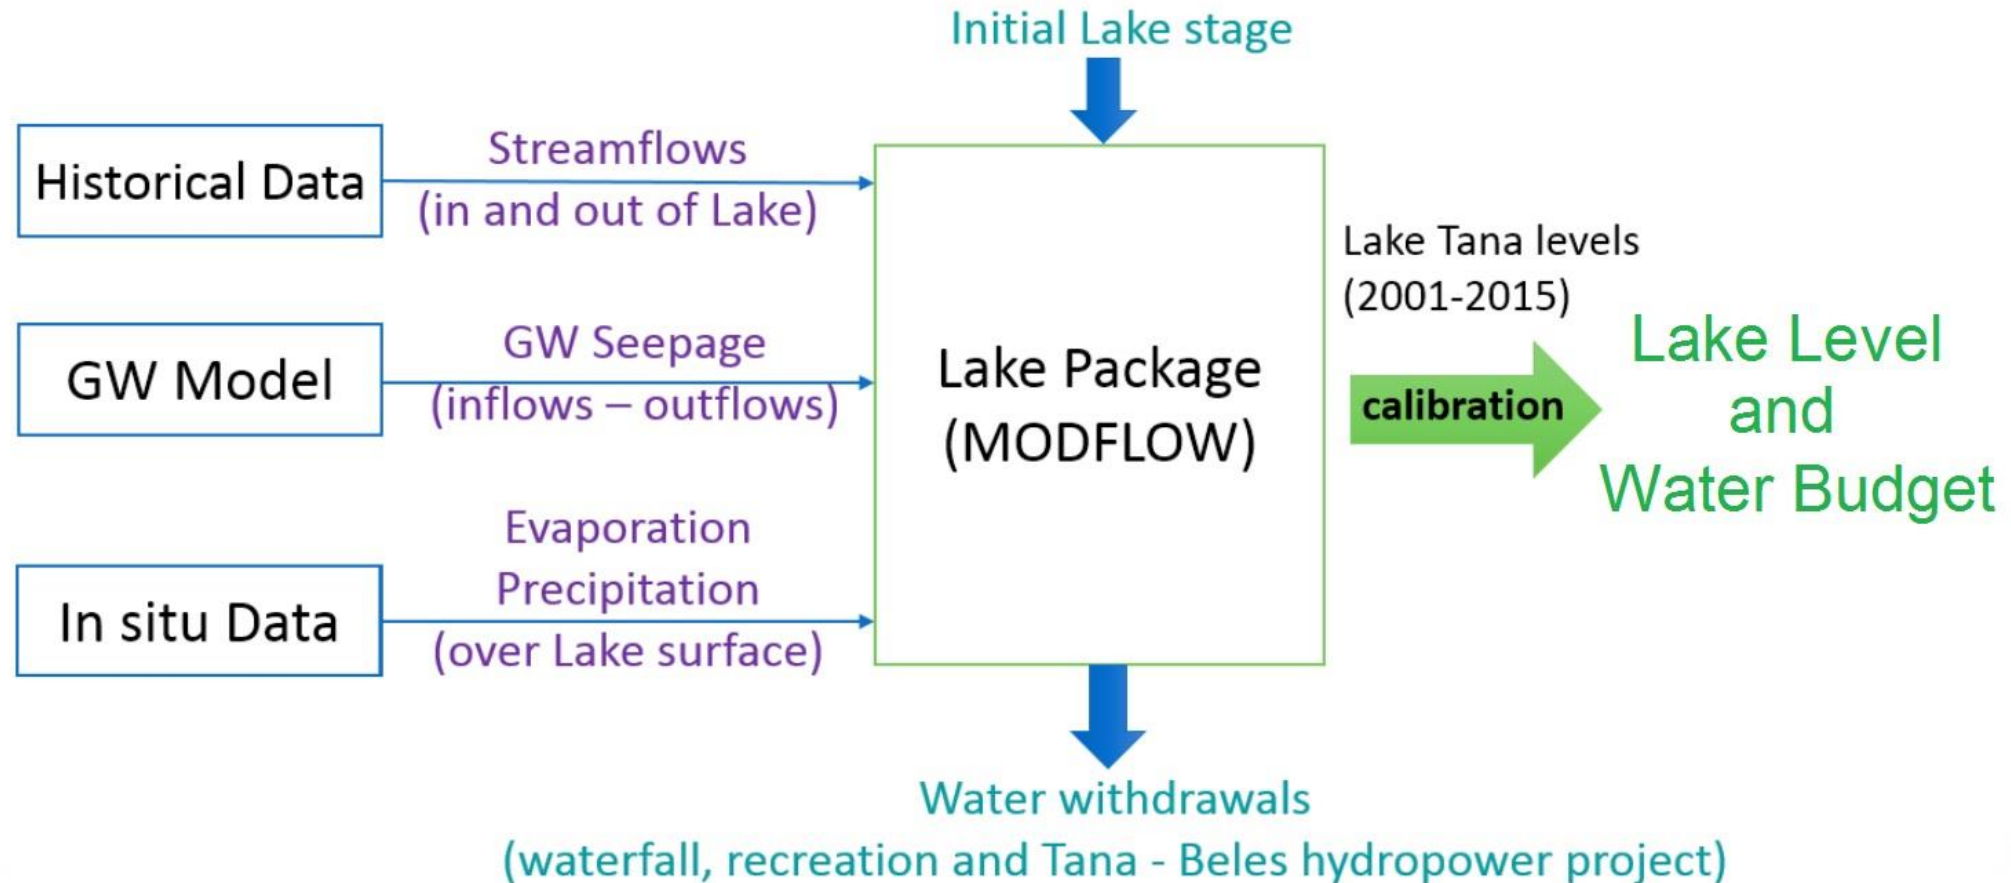 Initial Lake stage
Historical Data
Streamflows
(in and out of Lake)
GW Model
GW Seepage
(inflows – outflows)
In situ Data
Evaporation
Precipitation
(over Lake surface)
Lake Package
(MODFLOW)
Lake Tana levels
(2001-2015)
calibration
Lake Level
and
Water Budget
Water withdrawals
(waterfall, recreation and Tana - Beles hydropower project)